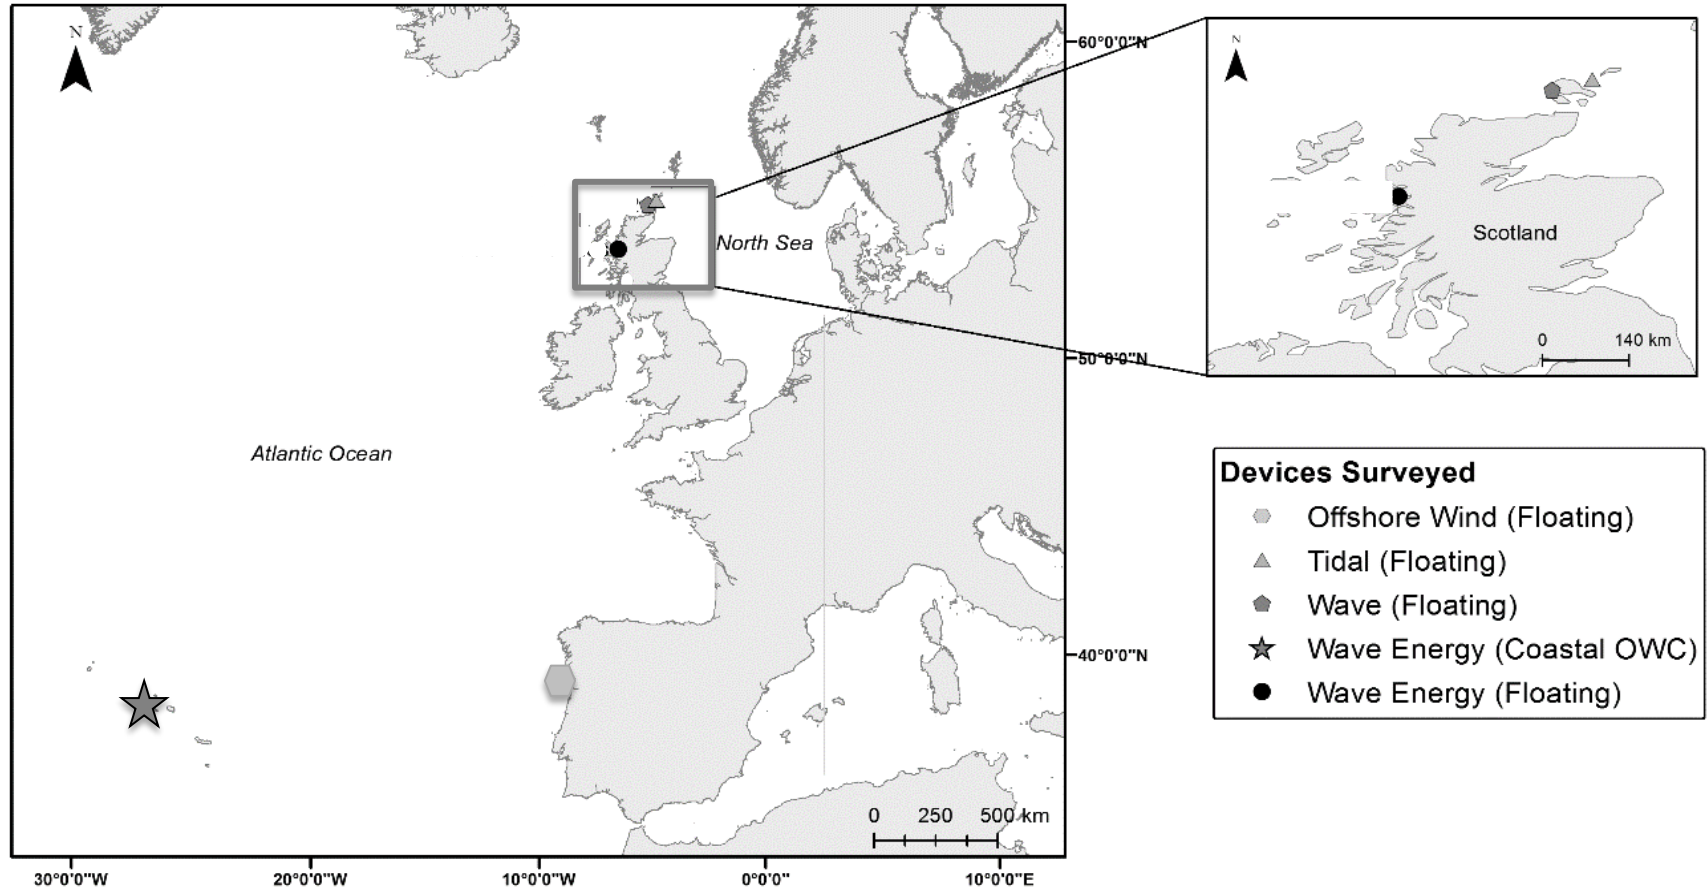 N
60°0'0"N
North Sea
50°0'0"N
Atlantic Ocean
40°0'0"N
0 250 500 km
30°0'0"W 20°0'0"W 10°0'0"W 0°0'0" 10°0'0"E
N
Scotland
0 140 km
Devices Surveyed
Offshore Wind (Floating)
Tidal (Floating)
Wave (Floating)
Wave Energy (Coastal OWC)
Wave Energy (Floating)